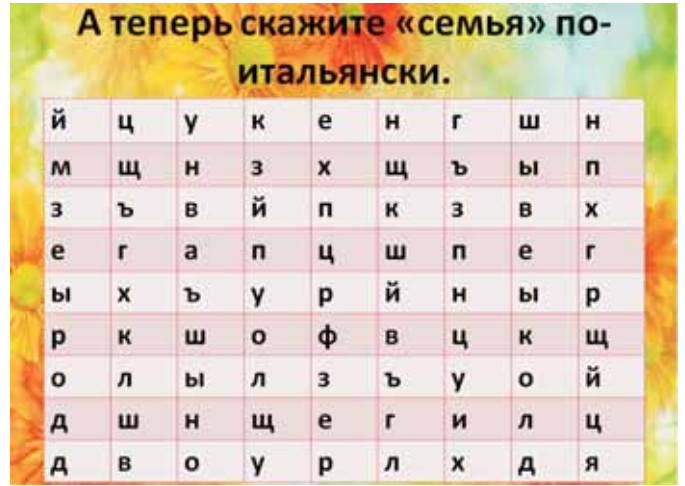 А теперь скажите «семья» по-
итальянски.
й ц у к е н г ш н
м щ н з х щ ъ ы п
з ъ в й п к з в х
е г а п ц ш п е г
ы х ъ у р й н ы р
р к ш о ф в ц к щ
о л ы л з ъ у о й
д ш н щ е г и л ц
д в о у р л х д я